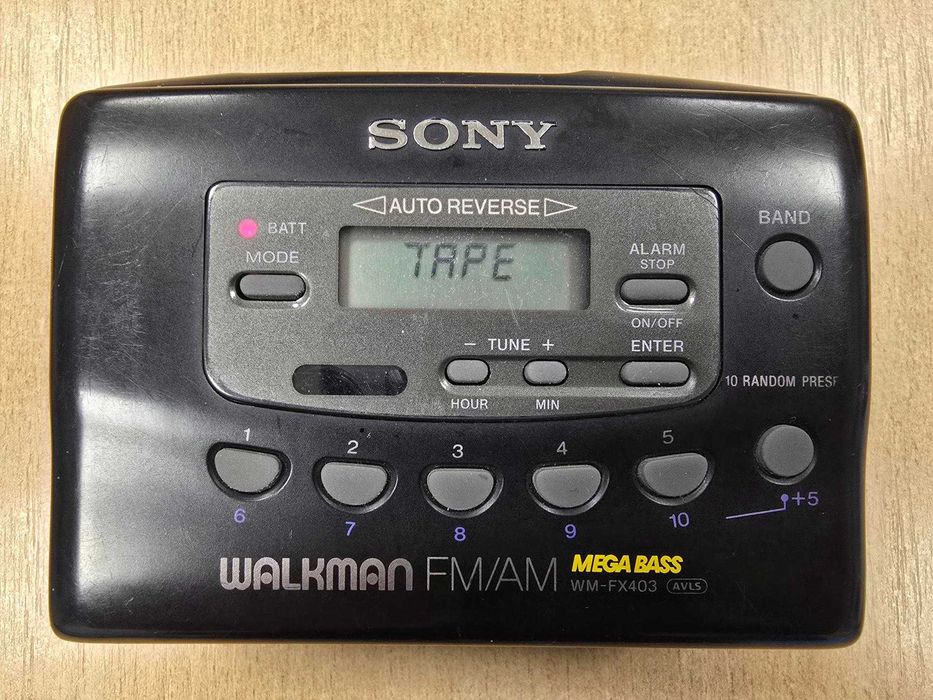 SONY
◁AUTO REVERSE▷
BATT
MODE
TAPE
ALARM
STOP
ON/OFF
BAND
− TUNE +
HOUR MIN
ENTER
10 RANDOM PRESE
1 2 3 4 5
6 7 8 9 10
+5
WALKMAN FM/AM MEGA BASS
WM-FX403 AVLS